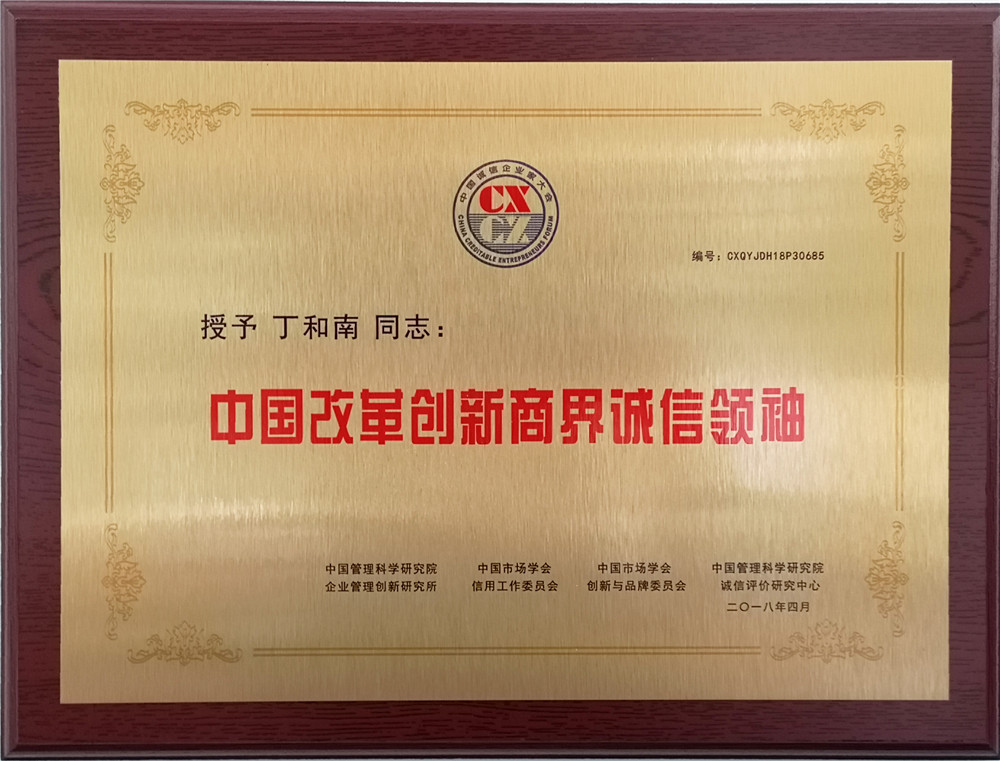 中国诚信企业家大会
CX
CHINA CREDITABLE ENTREPRENEURS FORUM
编号：CXQYJDH18P30685
授予 丁和南 同志：
中国改革创新商界诚信领袖
中国管理科学研究院 中国市场学会 中国市场学会 中国管理科学研究院
企业管理创新研究所 信用工作委员会 创新与品牌委员会 诚信评价研究中心
二〇一八年四月